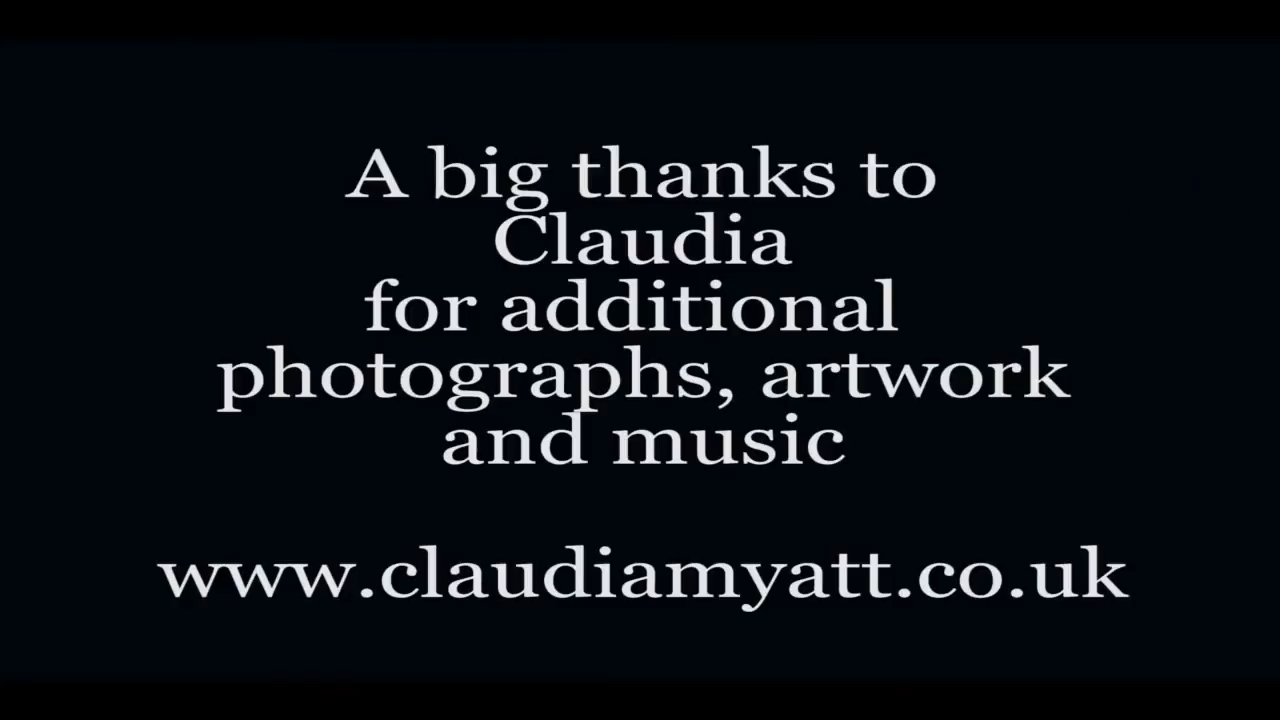 A big thanks to
Claudia
for additional
photographs, artwork
and music
www.claudiamyatt.co.uk